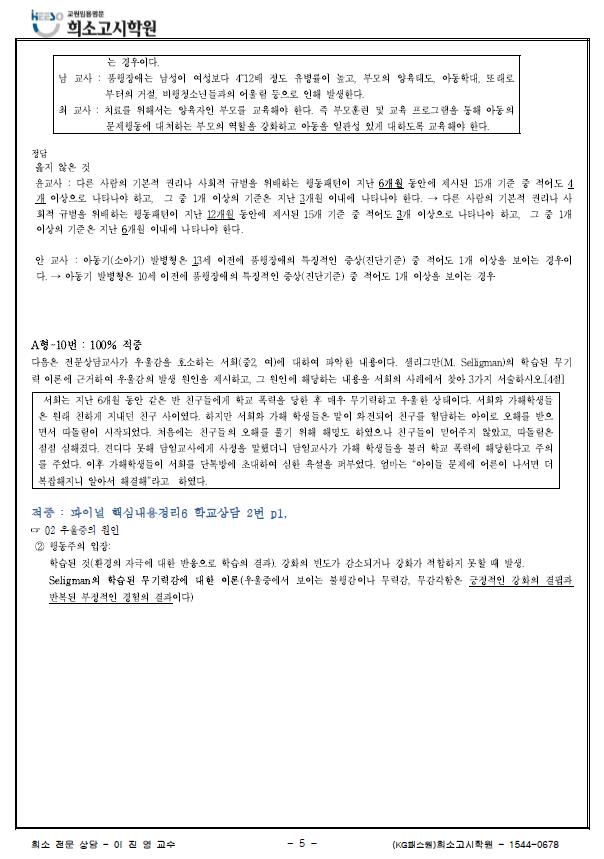 HEESO 교원임용명문
희소고시학원
는 경우이다.
남 교사 : 품행장애는 남성이 여성보다 4~12배 정도 유병률이 높고, 부모의 양육태도, 아동학대, 또래로
부터의 거절, 비행청소년들과의 어울림 등으로 인해 발생한다.
최 교사 : 치료를 위해서는 양육자인 부모를 교육해야 한다. 즉 부모훈련 및 교육 프로그램을 통해 아동의
문제행동에 대처하는 부모의 역할을 강화하고 아동을 일관성 있게 대하도록 교육해야 한다.
정답
옳지 않은 것
윤교사 : 다른 사람의 기본적 권리나 사회적 규범을 위배하는 행동패턴이 지난 6개월 동안에 제시된 15개 기준 중 적어도 4
개 이상으로 나타나야 하고, 그 중 1개 이상의 기준은 지난 3개월 이내에 나타나야 한다. → 다른 사람의 기본적 권리나 사
회적 규범을 위배하는 행동패턴이 지난 12개월 동안에 제시된 15개 기준 중 적어도 3개 이상으로 나타나야 하고, 그 중 1개
이상의 기준은 지난 6개월 이내에 나타나야 한다.
안 교사 : 아동기(소아기) 발병형은 13세 이전에 품행장애의 특징적인 증상(진단기준) 중 적어도 1개 이상을 보이는 경우이
다. → 아동기 발병형은 10세 이전에 품행장애의 특징적인 증상(진단기준) 중 적어도 1개 이상을 보이는 경우
A형-10번 : 100% 적중
다음은 전문상담교사가 우울감을 호소하는 서희(중2, 여)에 대하여 파악한 내용이다. 셀리그만(M. Selligman)의 학습된 무기
력 이론에 근거하여 우울감의 발생 원인을 제시하고, 그 원인에 해당하는 내용을 서희의 사례에서 찾아 3가지 서술하시오.[4점]
서희는 지난 6개월 동안 같은 반 친구들에게 학교 폭력을 당한 후 매우 무기력하고 우울한 상태이다. 서희와 가해학생들
은 원래 친하게 지내던 친구 사이였다. 하지만 서희와 가해 학생들은 말이 와전되어 친구를 험담하는 아이로 오해를 받으
면서 따돌림이 시작되었다. 처음에는 친구들의 오해를 풀기 위해 해명도 하였으나 친구들이 믿어주지 않았고, 따돌림은
점점 심해졌다. 견디다 못해 담임교사에게 사정을 말했더니 담임교사가 가해 학생들을 불러 학교 폭력에 해당한다고 주의
를 주었다. 이후 가해학생들이 서희를 단톡방에 초대하여 심한 욕설을 퍼부었다. 엄마는 “아이들 문제에 어른이 나서면 더
복잡해지니 알아서 해결해”라고 하였다.
적중 : 파이널 핵심내용정리6 학교상담 2번 p1,
☞ 02 우울증의 원인
② 행동주의 입장:
학습된 것(환경의 자극에 대한 반응으로 학습의 결과). 강화의 빈도가 감소되거나 강화가 적합하지 못할 때 발생.
Seligman의 학습된 무기력감에 대한 이론(우울증에서 보이는 불행감이나 무력감, 무감각함은 긍정적인 강화의 결핍과
반복된 부정적인 경험의 결과이다)
희소 전문 상담 - 이 진 영 교수
- 5 -
(KG패스원)희소고시학원 - 1544-0678